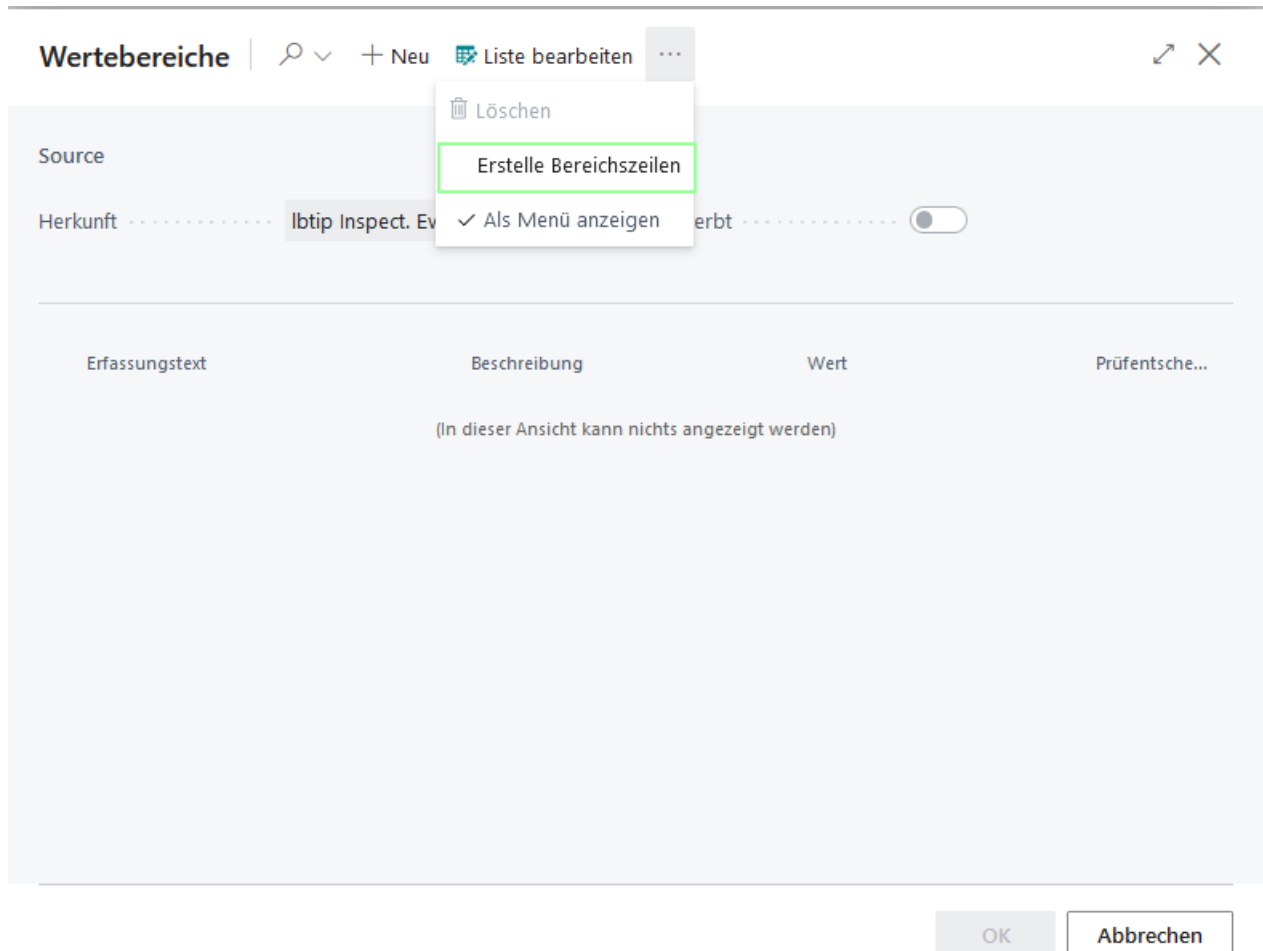 Wertebereiche Neu Liste bearbeiten ...
Löschen
Source
Erstelle Bereichszeilen
Herkunft lbtip Inspect. Ev
Als Menü anzeigen
erbt
Erfassungstext Beschreibung Wert Prüfentsche...
(In dieser Ansicht kann nichts angezeigt werden)
OK Abbrechen